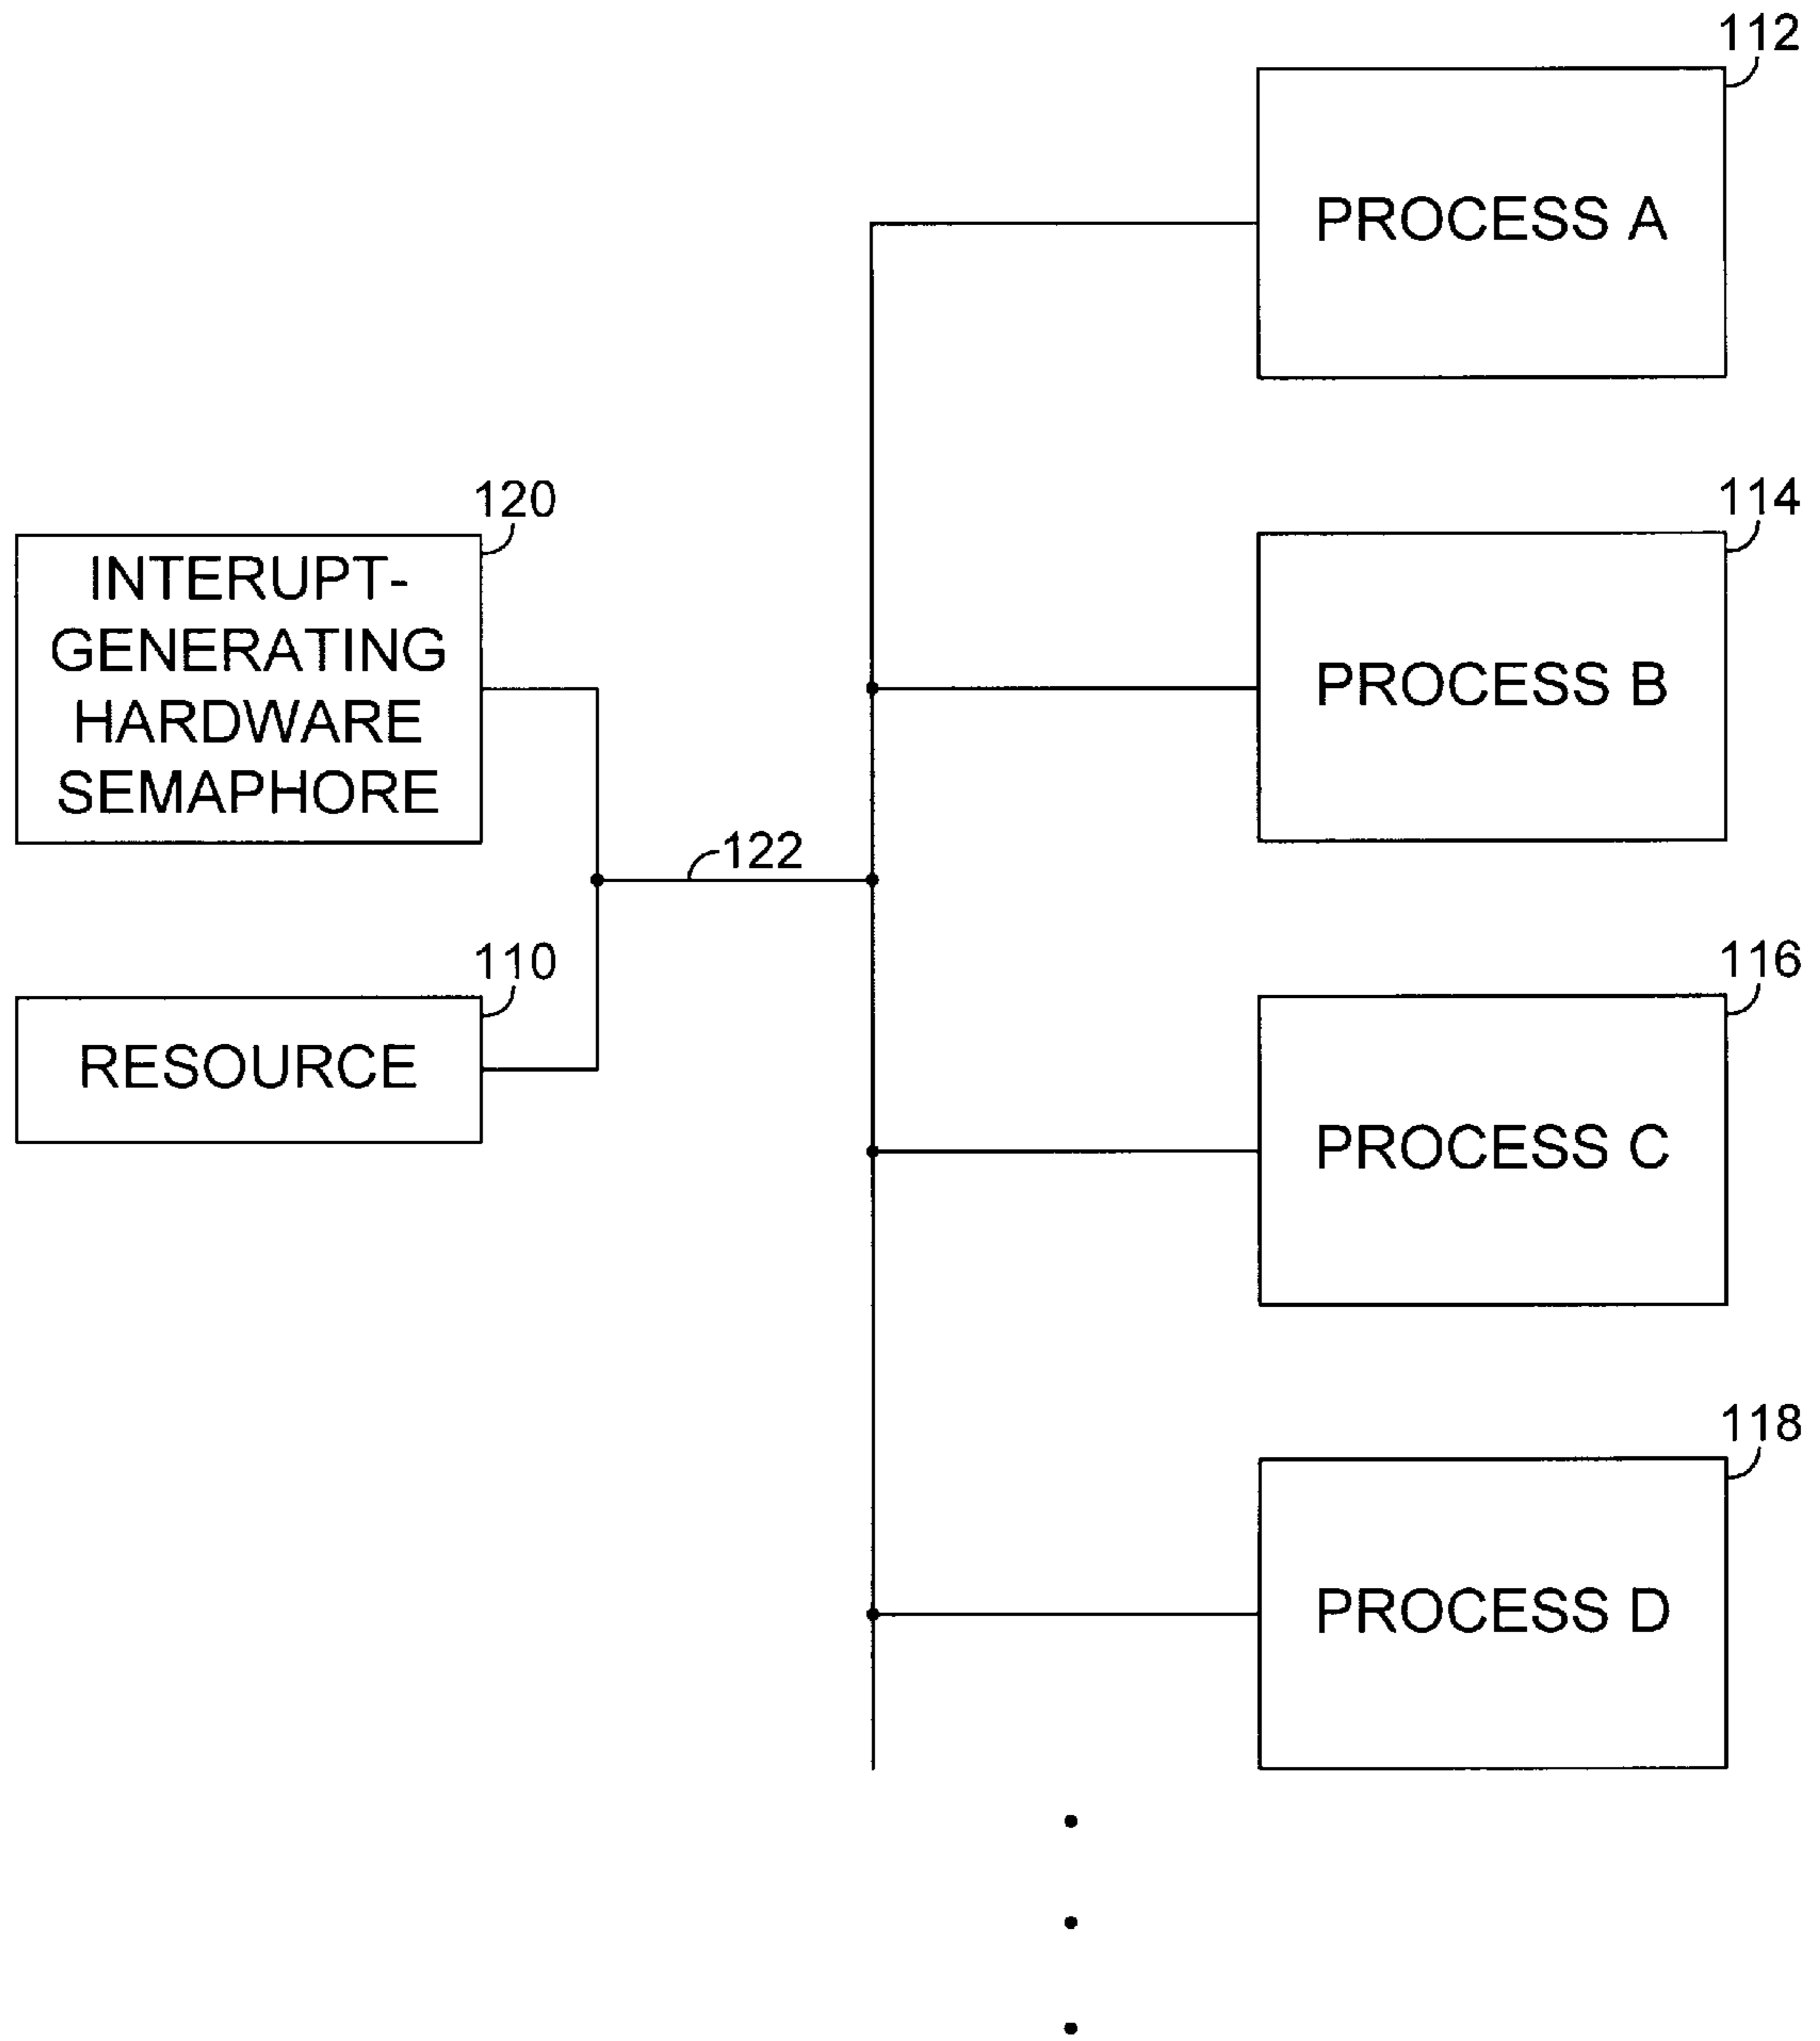 112
PROCESS A
114
PROCESS B
120
INTERUPT-
GENERATING
HARDWARE
SEMAPHORE
122
110
RESOURCE
116
PROCESS C
118
PROCESS D